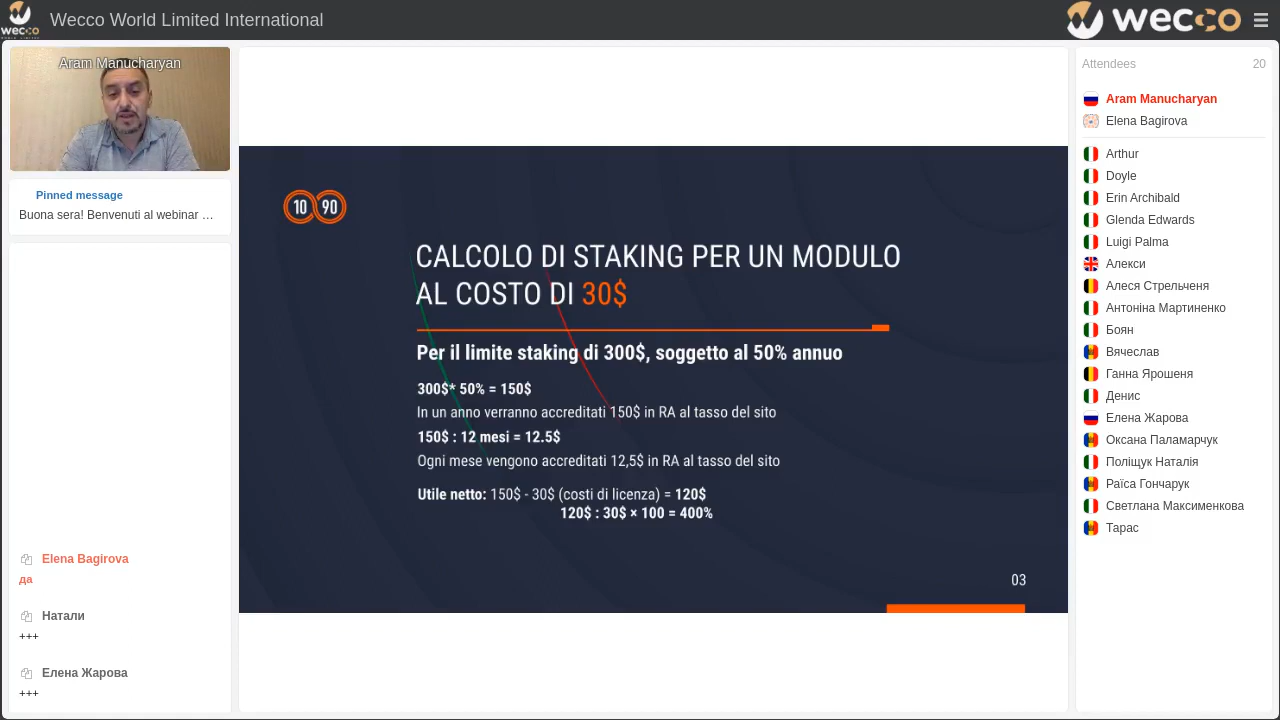 wecco
WORLD LIMITED
Wecco World Limited International
wecco
Aram Manucharyan
Pinned message
Buona sera! Benvenuti al webinar …
Elena Bagirova
да
Натали
+++
Елена Жарова
+++
10 90
CALCOLO DI STAKING PER UN MODULO
AL COSTO DI 30$
Per il limite staking di 300$, soggetto al 50% annuo
300$* 50% = 150$
In un anno verranno accreditati 150$ in RA al tasso del sito
150$ : 12 mesi = 12.5$
Ogni mese vengono accreditati 12,5$ in RA al tasso del sito
Utile netto: 150$ - 30$ (costi di licenza) = 120$
120$ : 30$ × 100 = 400%
03
Attendees 20
Aram Manucharyan
Elena Bagirova
Arthur
Doyle
Erin Archibald
Glenda Edwards
Luigi Palma
Алекси
Алеся Стрельченя
Антоніна Мартиненко
Боян
Вячеслав
Ганна Ярошеня
Денис
Елена Жарова
Оксана Паламарчук
Поліщук Наталія
Раїса Гончарук
Светлана Максименкова
Тарас